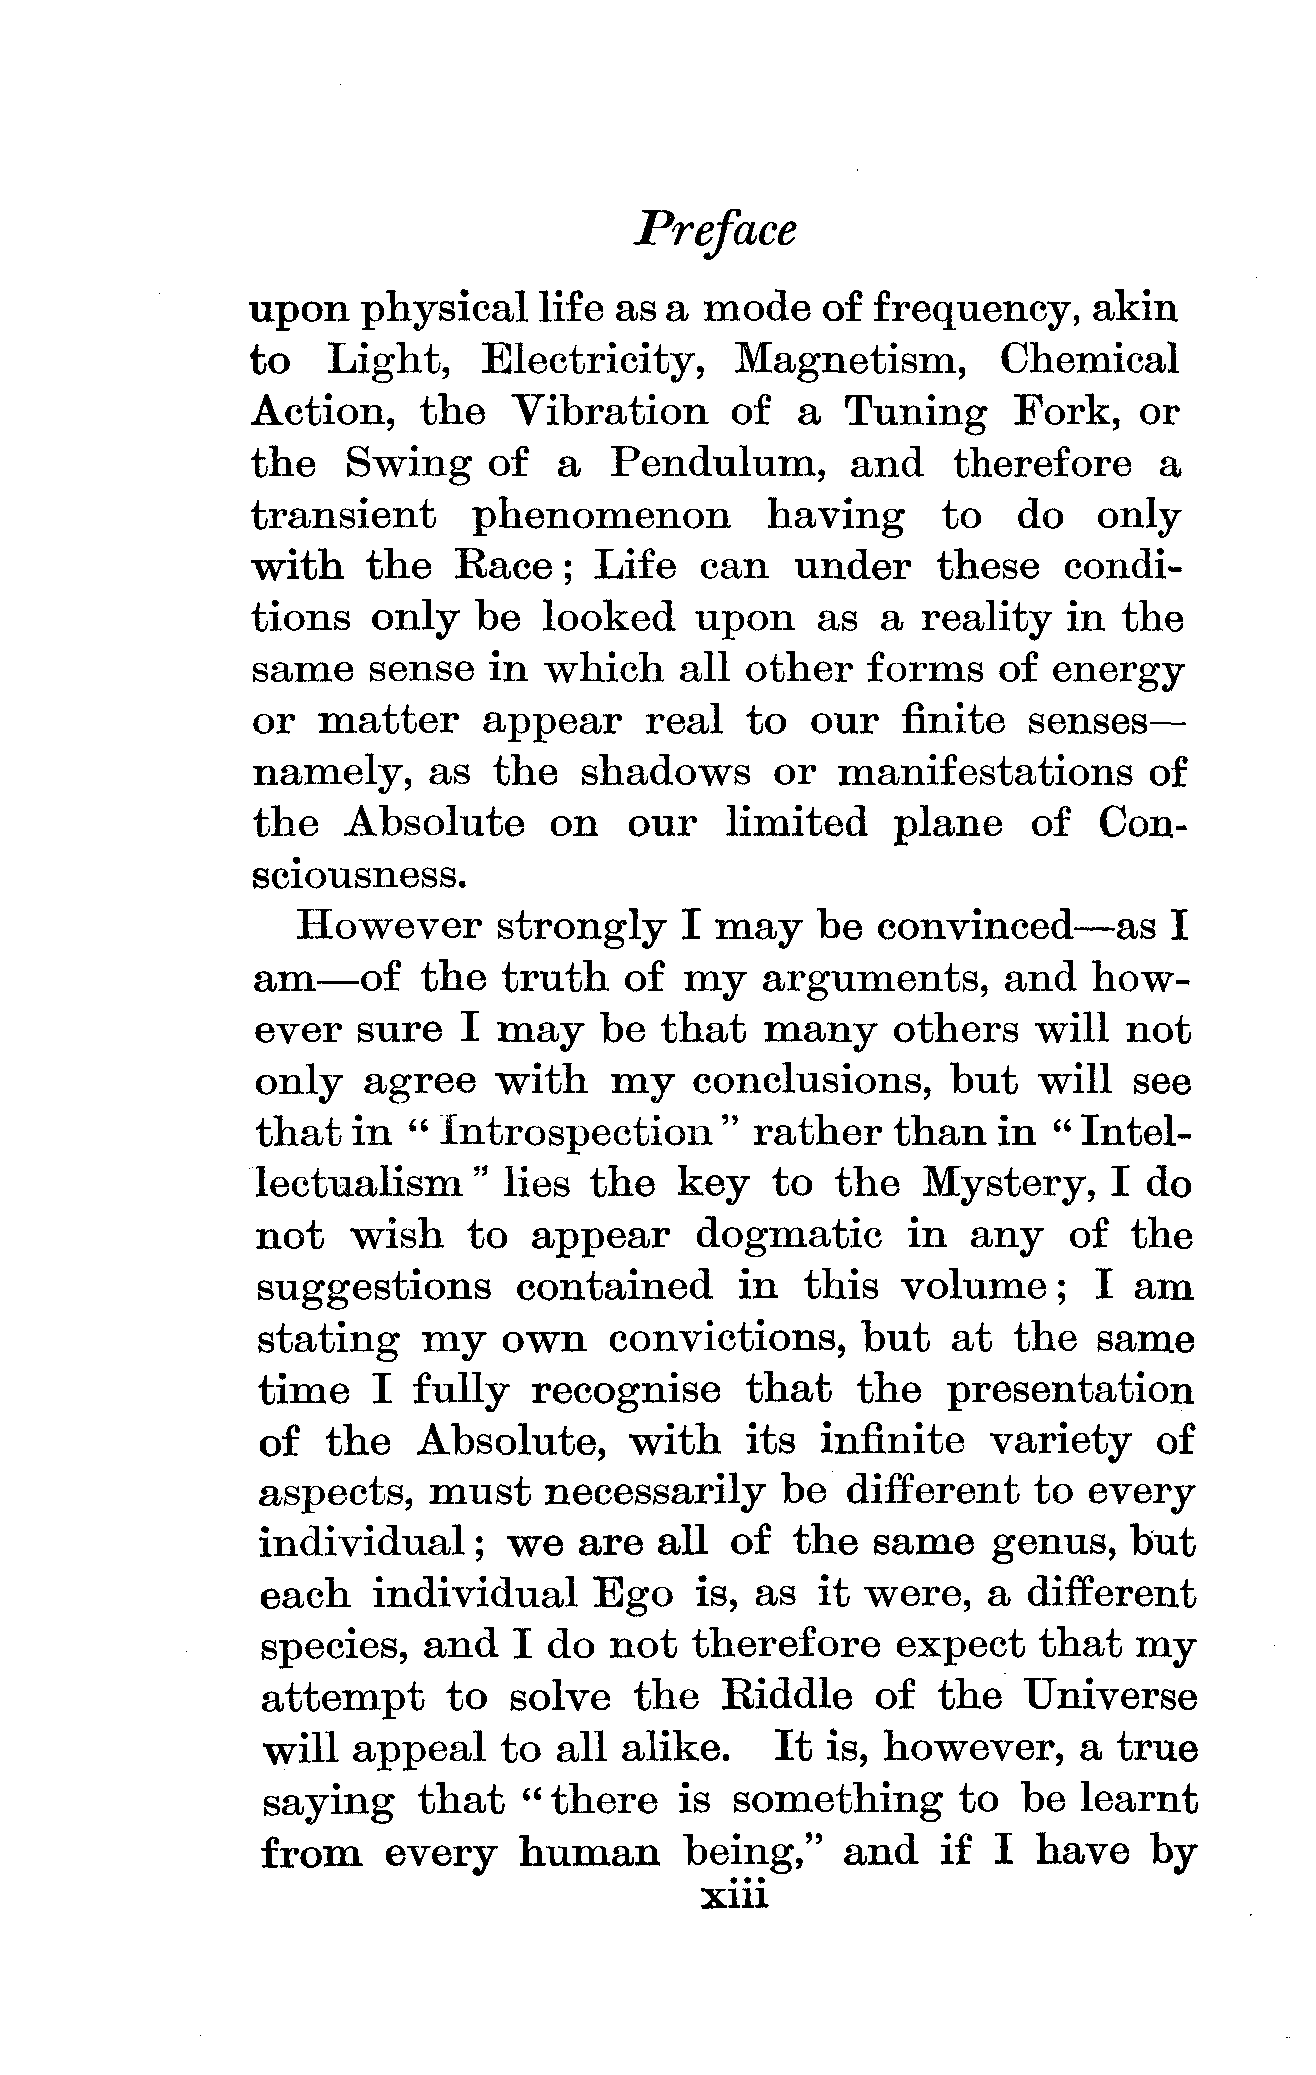 Preface
upon physical life as a mode of frequency, akin
to Light, Electricity, Magnetism, Chemical
Action, the Vibration of a Tuning Fork, or
the Swing of a Pendulum, and therefore a
transient phenomenon having to do only
with the Race; Life can under these condi-
tions only be looked upon as a reality in the
same sense in which all other forms of energy
or matter appear real to our finite senses—
namely, as the shadows or manifestations of
the Absolute on our limited plane of Con-
sciousness.
However strongly I may be convinced—as I
am—of the truth of my arguments, and how-
ever sure I may be that many others will not
only agree with my conclusions, but will see
that in "Introspection" rather than in "Intel-
lectualism" lies the key to the Mystery, I do
not wish to appear dogmatic in any of the
suggestions contained in this volume; I am
stating my own convictions, but at the same
time I fully recognise that the presentation
of the Absolute, with its infinite variety of
aspects, must necessarily be different to every
individual; we are all of the same genus, but
each individual Ego is, as it were, a different
species, and I do not therefore expect that my
attempt to solve the Riddle of the Universe
will appeal to all alike. It is, however, a true
saying that "there is something to be learnt
from every human being," and if I have by
xiii